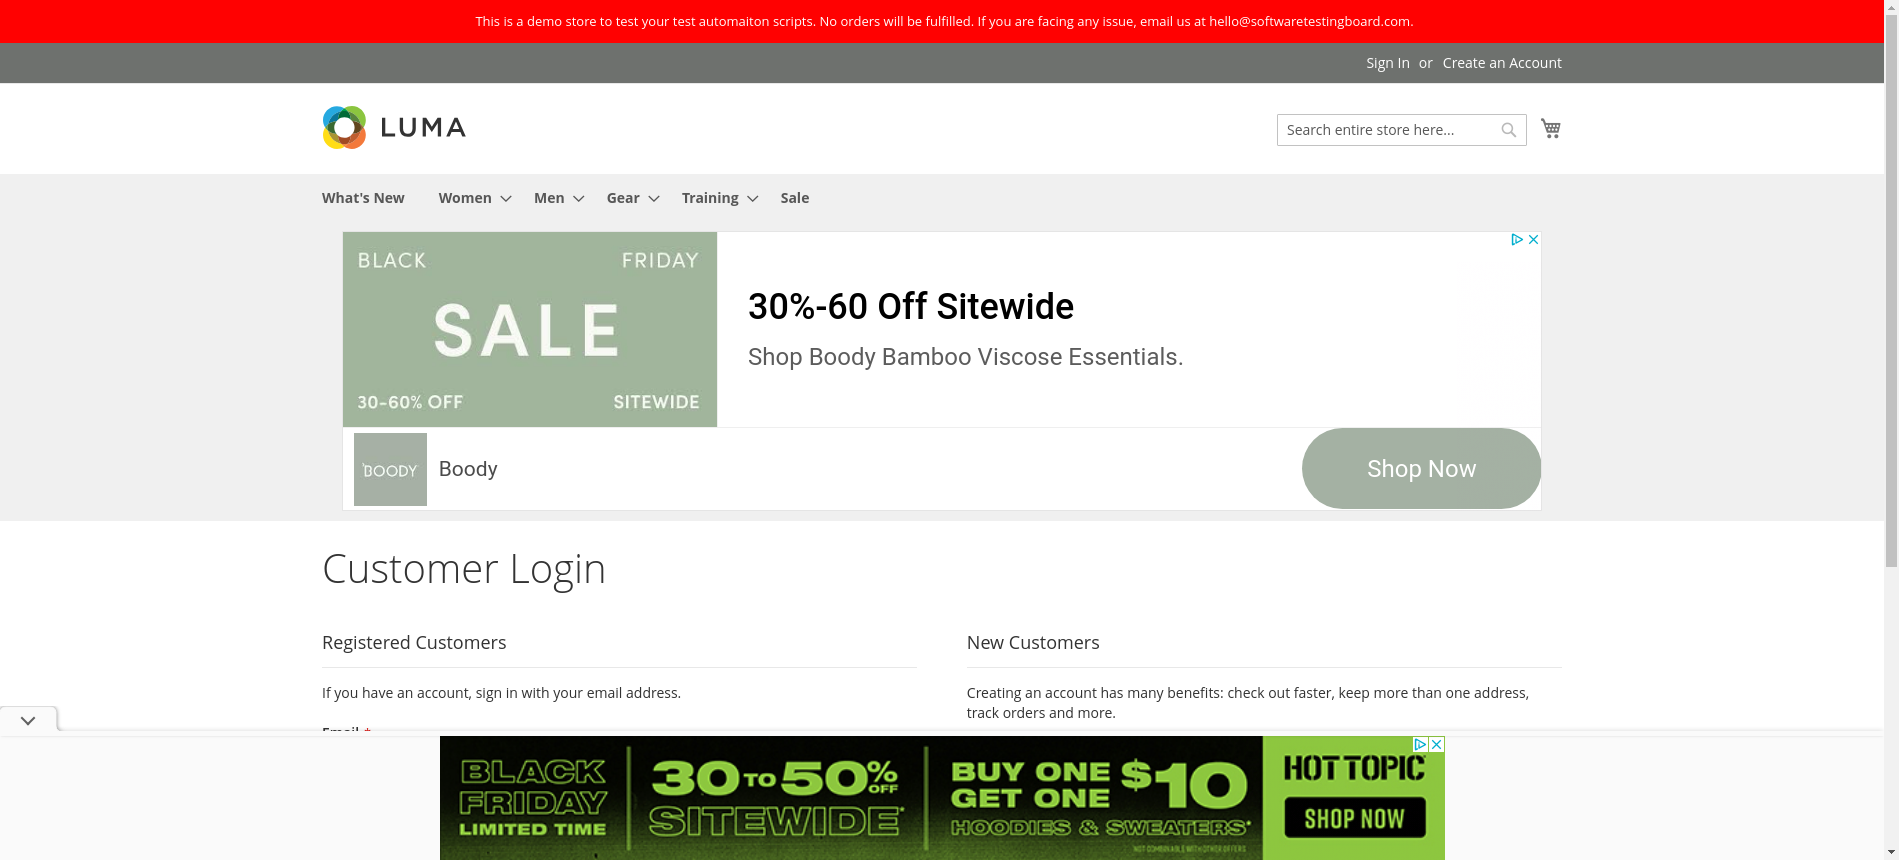 This is a demo store to test your test automaiton scripts. No orders will be fulfilled. If you are facing any issue, email us at hello@softwaretestingboard.com.
Sign In or Create an Account
LUMA
Search entire store here...
What's New Women Men Gear Training Sale
BLACK FRIDAY
SALE
30-60% OFF SITEWIDE
30%-60 Off Sitewide
Shop Boody Bamboo Viscose Essentials.
BOODY
Boody
Shop Now
Customer Login
Registered Customers
If you have an account, sign in with your email address.
Email *
New Customers
Creating an account has many benefits: check out faster, keep more than one address,
track orders and more.
BLACK
FRIDAY
LIMITED TIME
30 TO 50% OFF
SITEWIDE*
BUY ONE
GET ONE $10
HOODIES & SWEATERS*
NOT COMBINABLE WITH OTHER OFFERS
HOT TOPIC
SHOP NOW